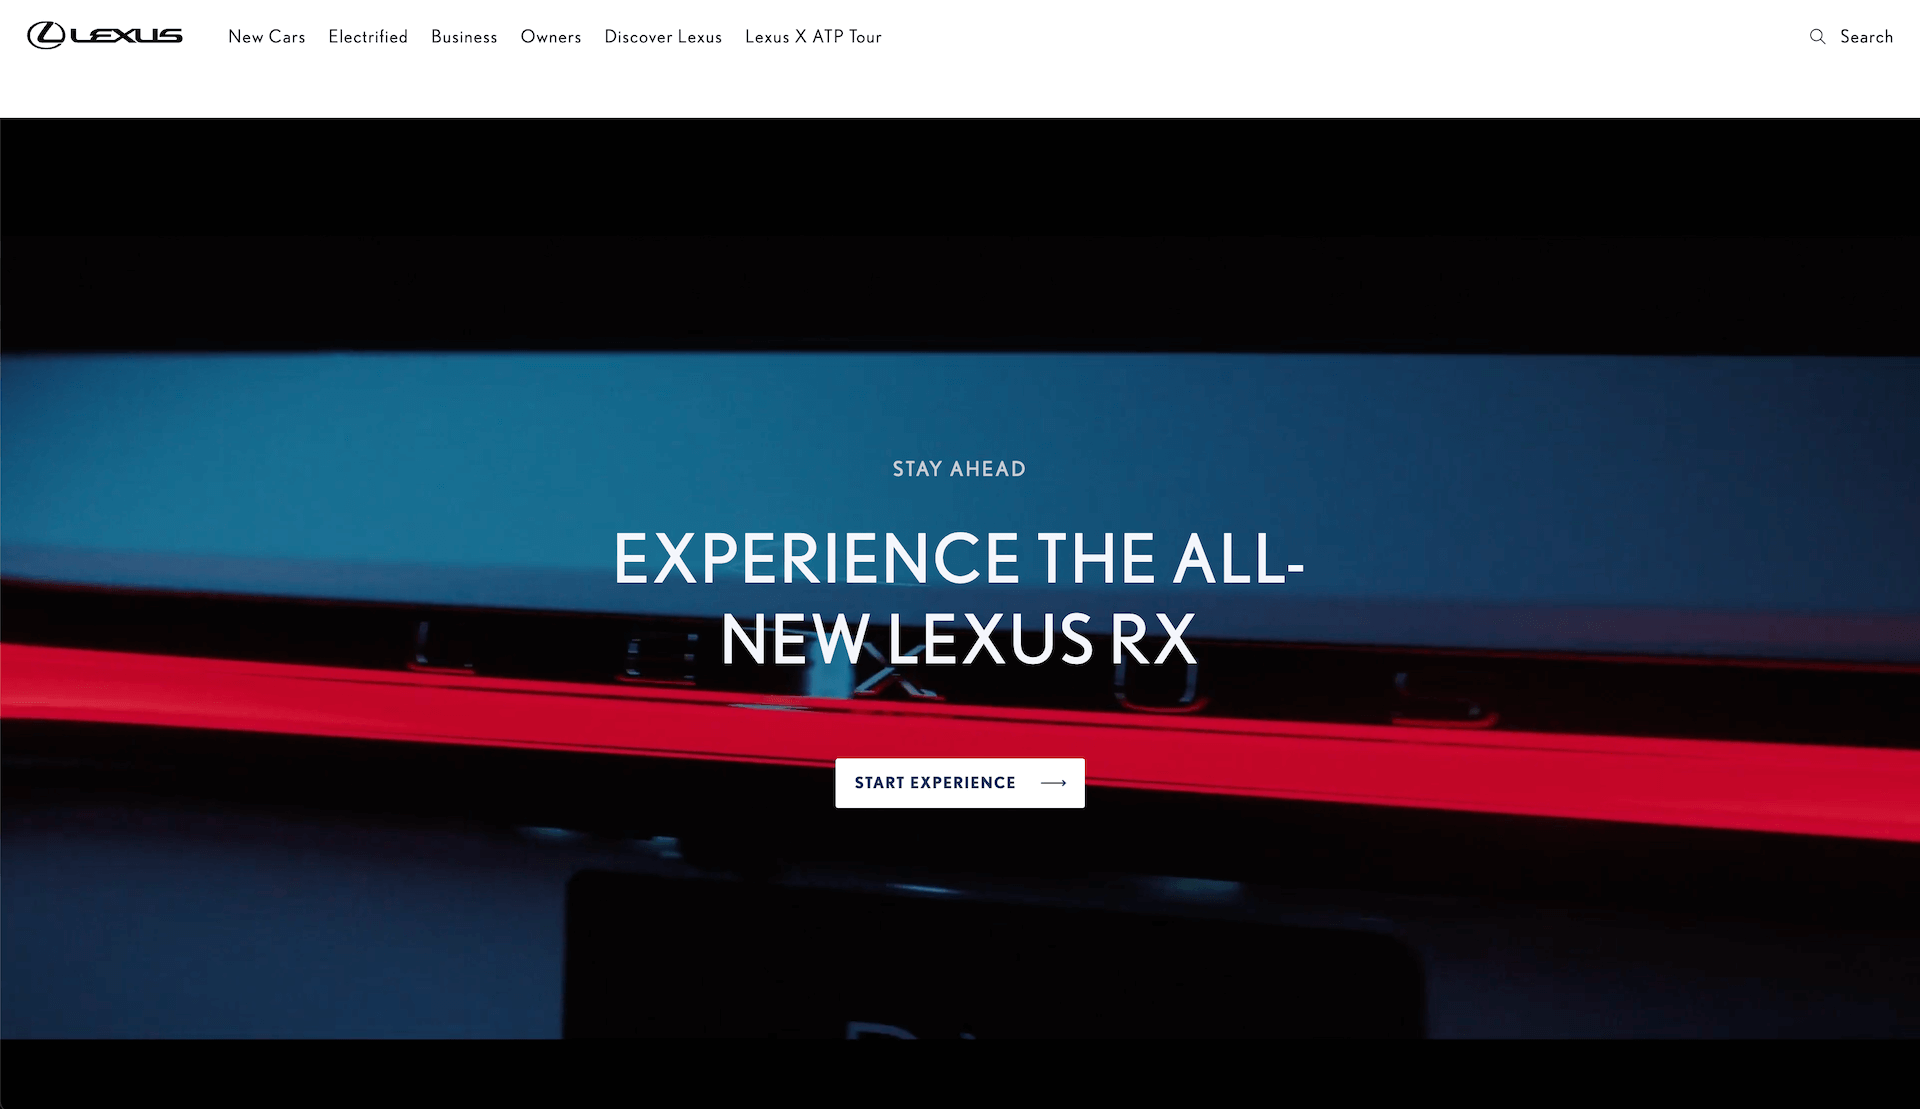 LEXUS
New Cars
Electrified
Business
Owners
Discover Lexus
Lexus X ATP Tour
Search
STAY AHEAD
EXPERIENCE THE ALL-
NEW LEXUS RX
L E X U S
START EXPERIENCE